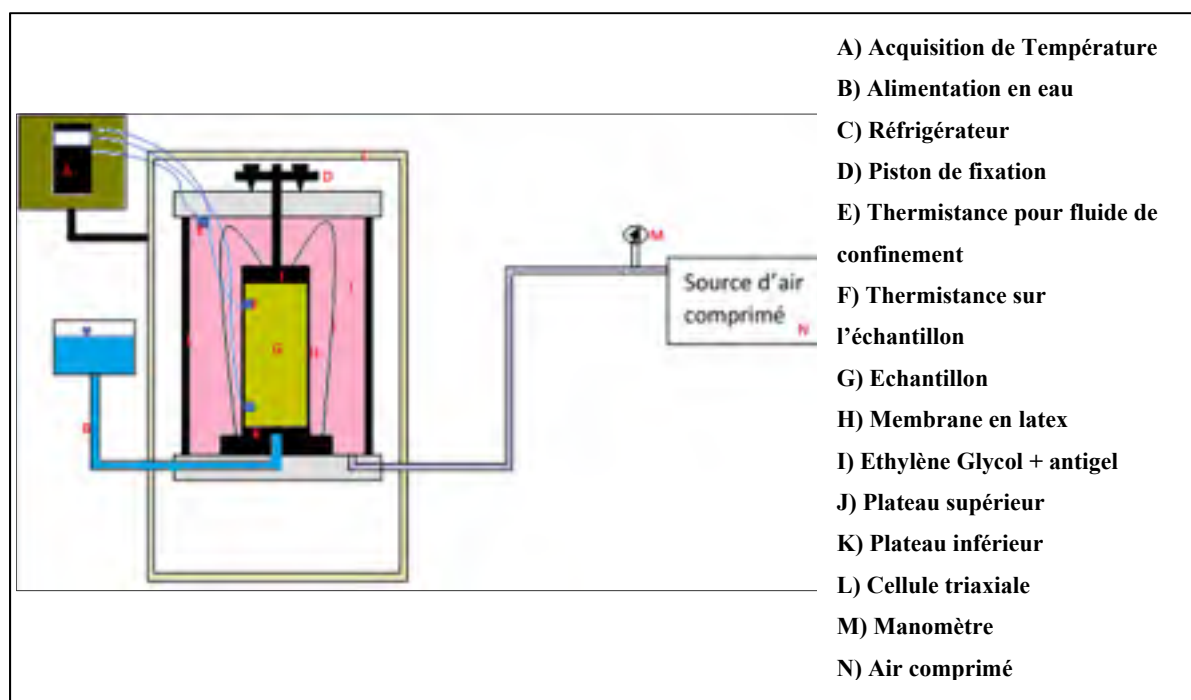 A) Acquisition de Température
B) Alimentation en eau
C) Réfrigérateur
D) Piston de fixation
E) Thermistance pour fluide de
confinement
F) Thermistance sur
l’échantillon
G) Echantillon
H) Membrane en latex
I) Ethylène Glycol + antigel
J) Plateau supérieur
K) Plateau inférieur
L) Cellule triaxiale
M) Manomètre
N) Air comprimé
A
D
M
Source d’air
comprimé
N
G
H
B